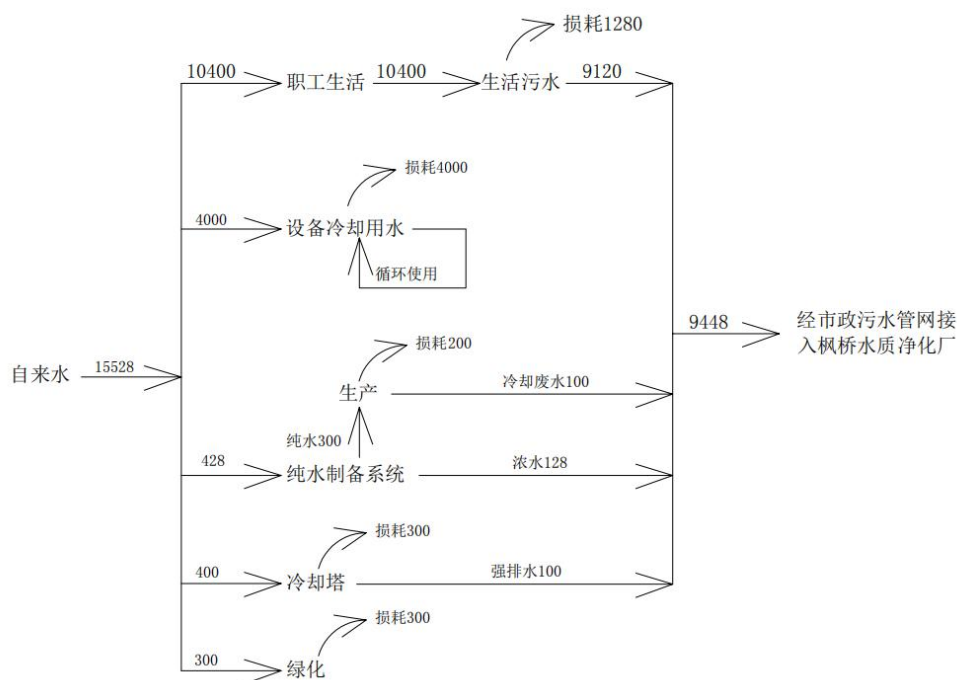 损耗1280
10400
职工生活
10400
生活污水
9120
损耗4000
4000
设备冷却用水
循环使用
9448
经市政污水管网接
入枫桥水质净化厂
损耗200
自来水
15528
生产
冷却废水100
纯水300
428
纯水制备系统
浓水128
损耗300
400
冷却塔
强排水100
损耗300
300
绿化